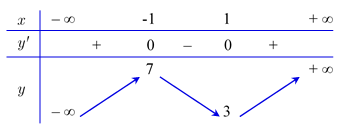 x −∞ -1 1 +∞
y′ + 0 − 0 +
7 +∞
y
−∞ 3